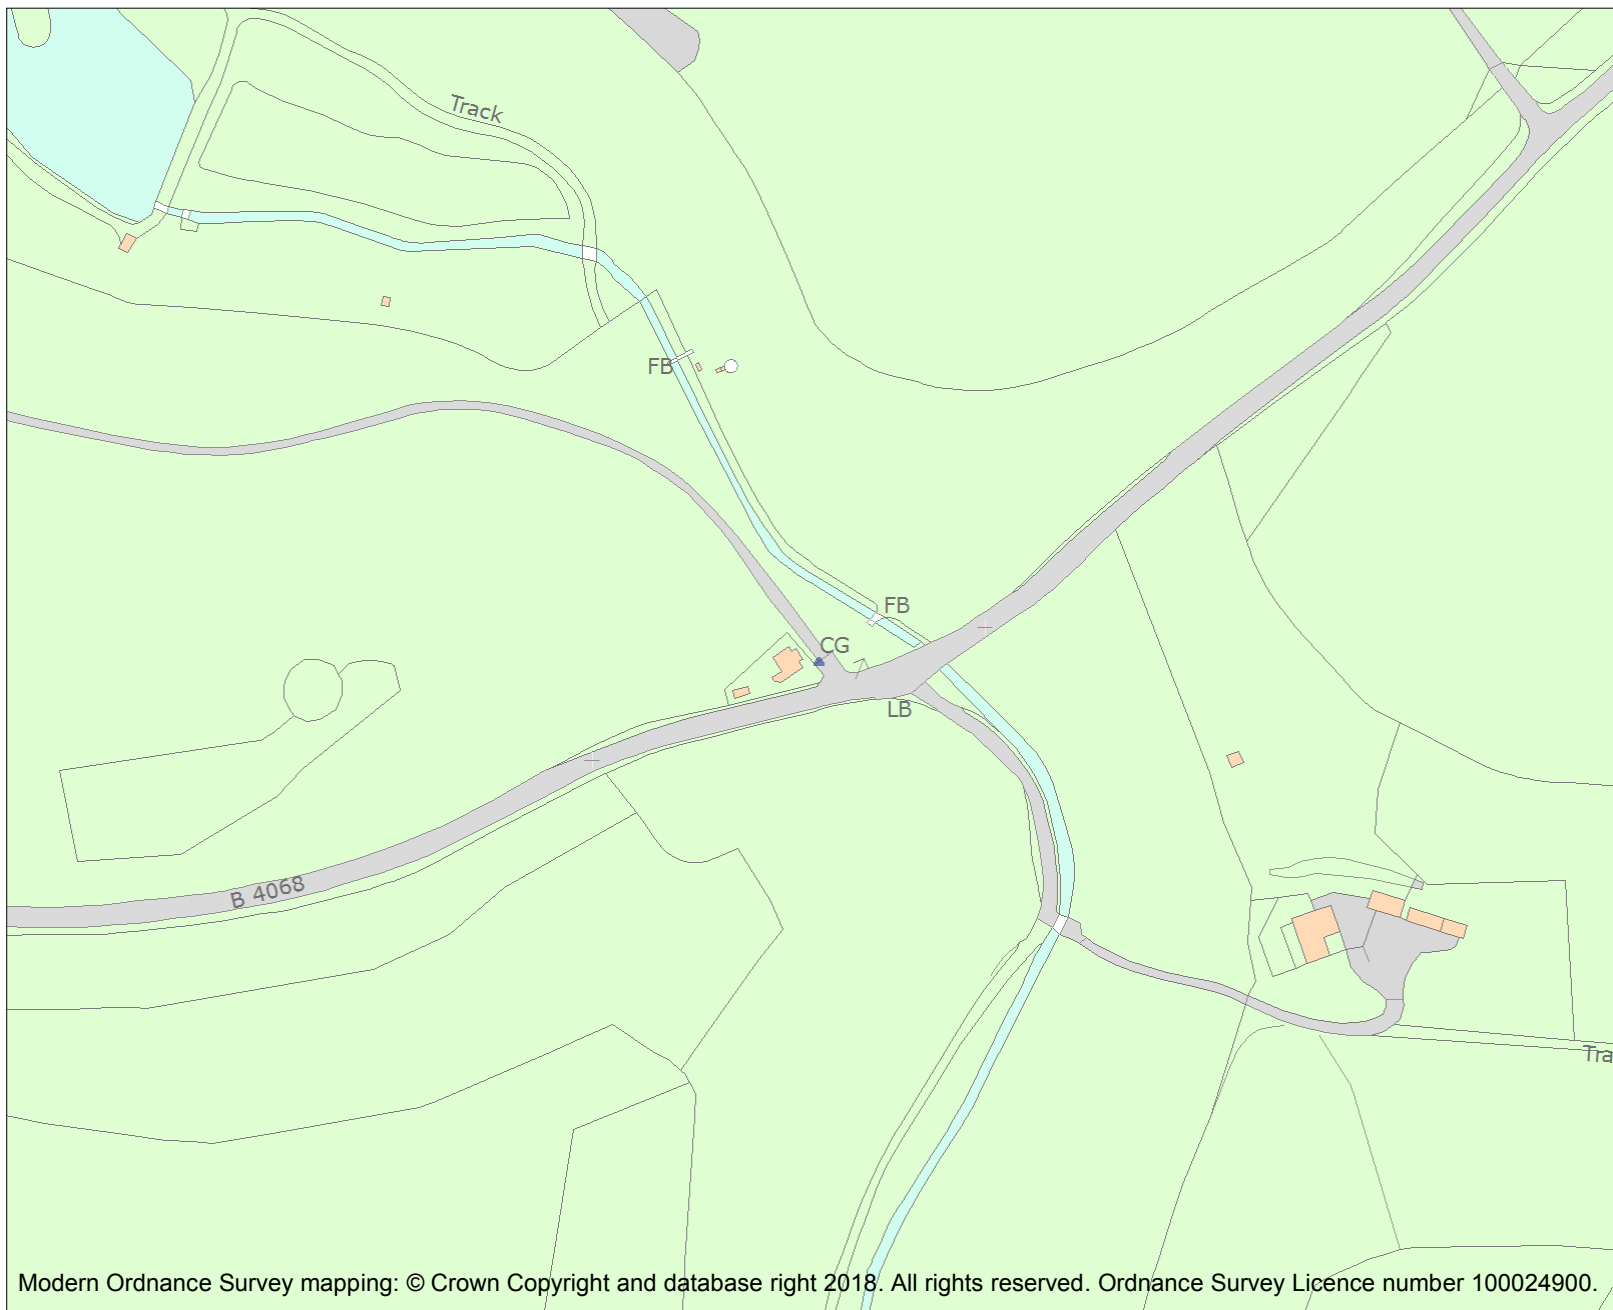 Track
FB
FB
CG
LB
B 4068
Tra
Modern Ordnance Survey mapping: © Crown Copyright and database right 2018. All rights reserved. Ordnance Survey Licence number 100024900.